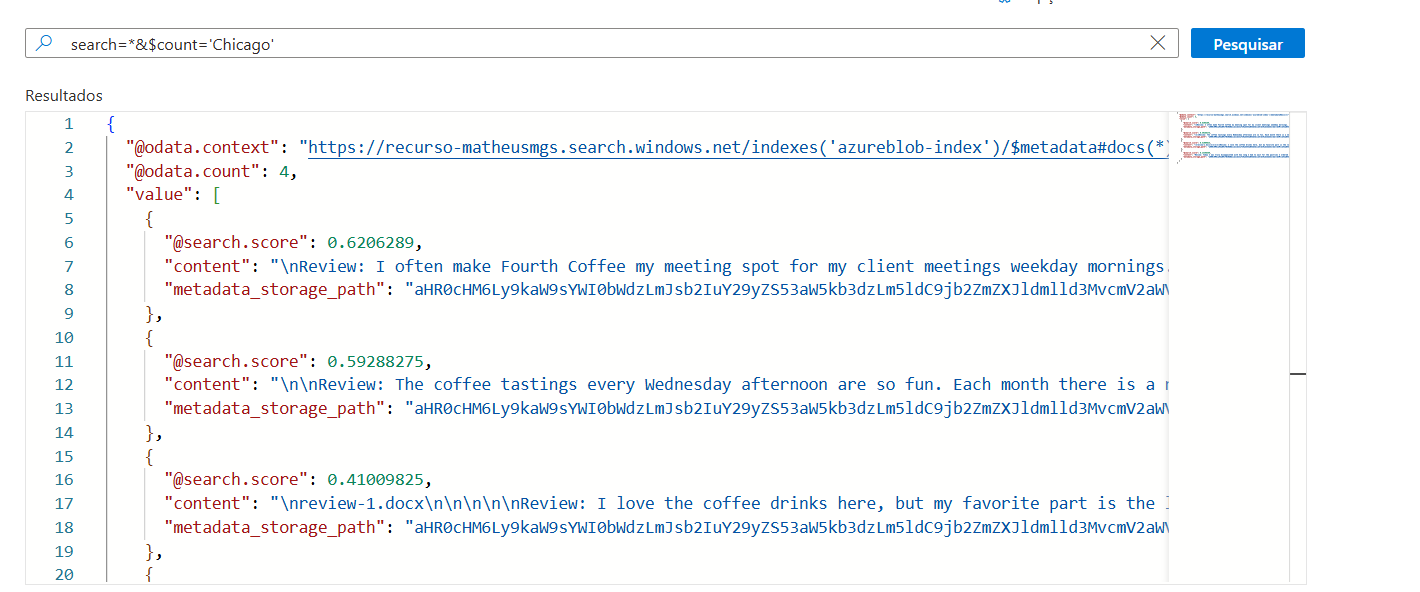 search=*&$count='Chicago'
Pesquisar
Resultados
1 {
2 "@odata.context": "https://recurso-matheusmgs.search.windows.net/indexes('azureblob-index')/$metadata#docs(*)
3 "@odata.count": 4,
4 "value": [
5 {
6 "@search.score": 0.6206289,
7 "content": "\nReview: I often make Fourth Coffee my meeting spot for my client meetings weekday mornings.
8 "metadata_storage_path": "aHR0cHM6Ly9kaW9sYWI0bWdzLmJsb2IuY29yZS53aW5kb3dzLm5ldC9jb2ZmZXJldmlld3MvcmV2aW
9 },
10 {
11 "@search.score": 0.59288275,
12 "content": "\n\nReview: The coffee tastings every Wednesday afternoon are so fun. Each month there is a
13 "metadata_storage_path": "aHR0cHM6Ly9kaW9sYWI0bWdzLmJsb2IuY29yZS53aW5kb3dzLm5ldC9jb2ZmZXJldmlld3MvcmV2aW
14 },
15 {
16 "@search.score": 0.41009825,
17 "content": "\nreview-1.docx\n\n\n\n\nReview: I love the coffee drinks here, but my favorite part is the
18 "metadata_storage_path": "aHR0cHM6Ly9kaW9sYWI0bWdzLmJsb2IuY29yZS53aW5kb3dzLm5ldC9jb2ZmZXJldmlld3MvcmV2aW
19 },
20 {